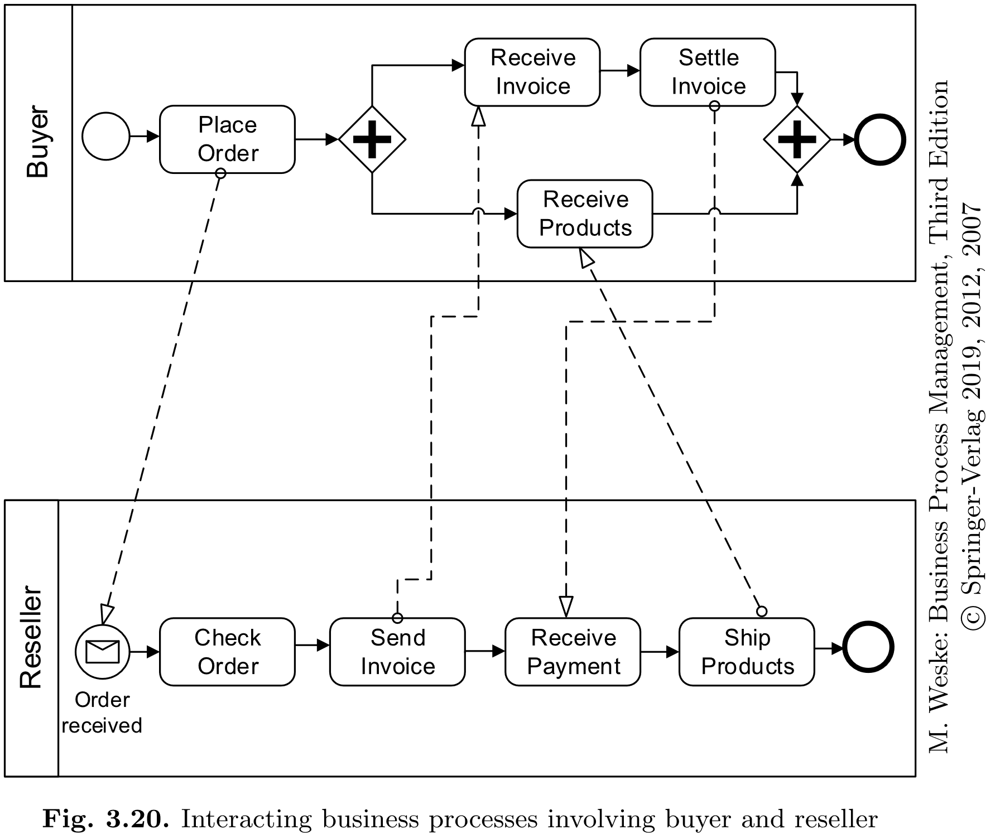 Buyer
Place
Order
Receive
Invoice
Settle
Invoice
Receive
Products
Reseller
Order
received
Check
Order
Send
Invoice
Receive
Payment
Ship
Products
M. Weske: Business Process Management, Third Edition
© Springer-Verlag 2019, 2012, 2007
Fig. 3.20. Interacting business processes involving buyer and reseller